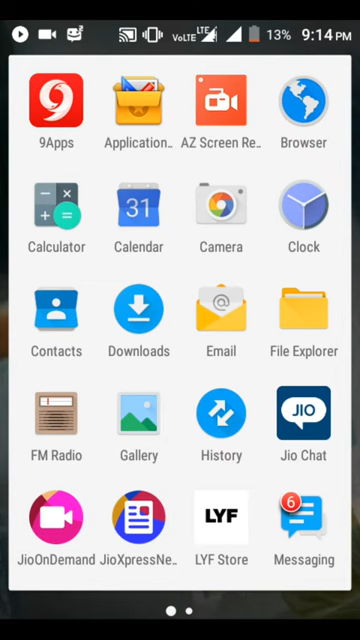 VoLTE LTE 13% 9:14 PM
9Apps Application.. AZ Screen Re.. Browser
31
Calculator Calendar Camera Clock
Contacts Downloads Email File Explorer
JIO
FM Radio Gallery History Jio Chat
LYF 6
JioOnDemand JioXpressNe.. LYF Store Messaging